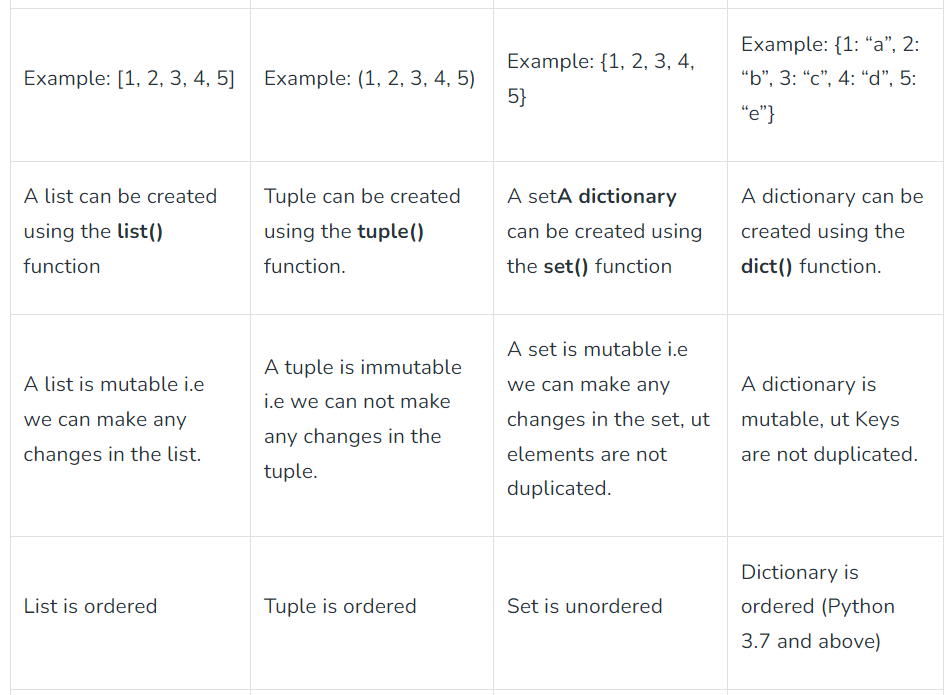 Example: [1, 2, 3, 4, 5]
Example: (1, 2, 3, 4, 5)
Example: {1, 2, 3, 4,
5}
Example: {1: “a”, 2:
“b”, 3: “c”, 4: “d”, 5:
“e”}
A list can be created
using the list()
function
Tuple can be created
using the tuple()
function.
A setA dictionary
can be created using
the set() function
A dictionary can be
created using the
dict() function.
A list is mutable i.e
we can make any
changes in the list.
A tuple is immutable
i.e we can not make
any changes in the
tuple.
A set is mutable i.e
we can make any
changes in the set, ut
elements are not
duplicated.
A dictionary is
mutable, ut Keys
are not duplicated.
List is ordered
Tuple is ordered
Set is unordered
Dictionary is
ordered (Python
3.7 and above)